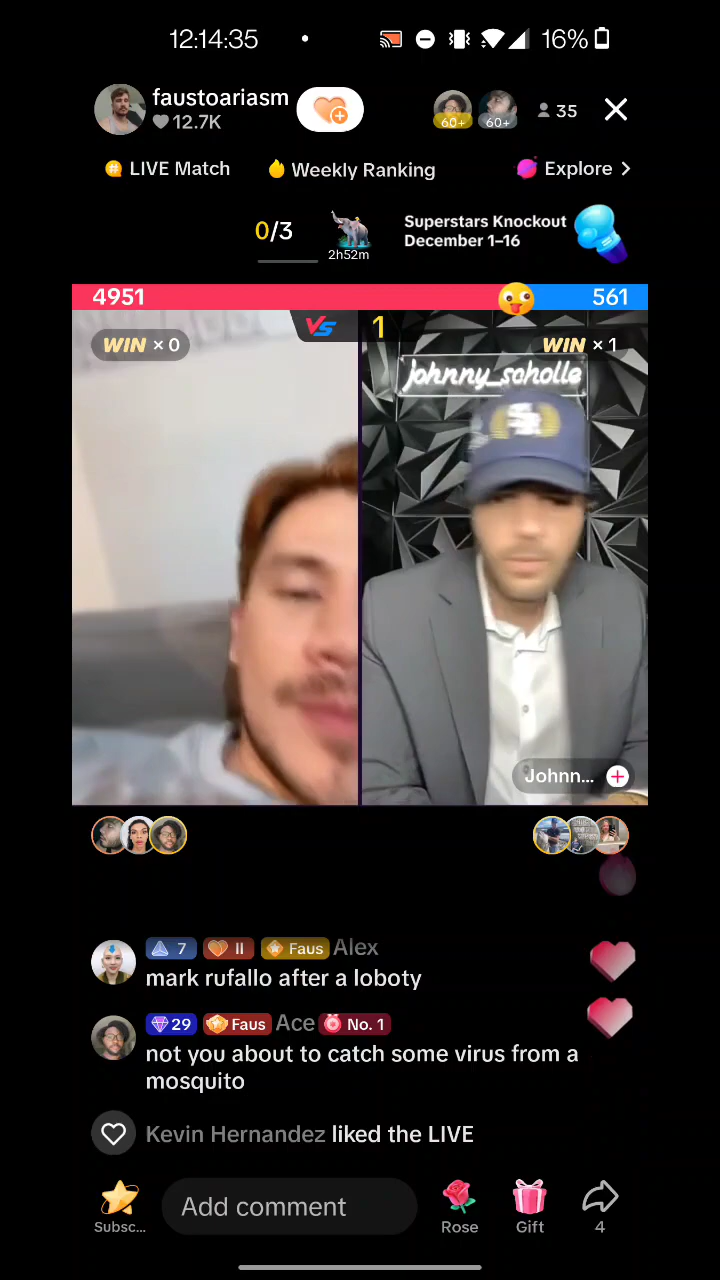 12:14:35
16%
faustoariasm
12.7K
60+
60+
35
LIVE Match
Weekly Ranking
Explore
0/3
2h52m
Superstars Knockout
December 1–16
4951
561
VS
1
WIN × 0
WIN × 1
johnny_scholle
Johnn...
7
II
Faus
Alex
mark rufallo after a loboty
29
Faus
Ace
No. 1
not you about to catch some virus from a
mosquito
Kevin Hernandez liked the LIVE
Subsc...
Add comment
Rose
Gift
4